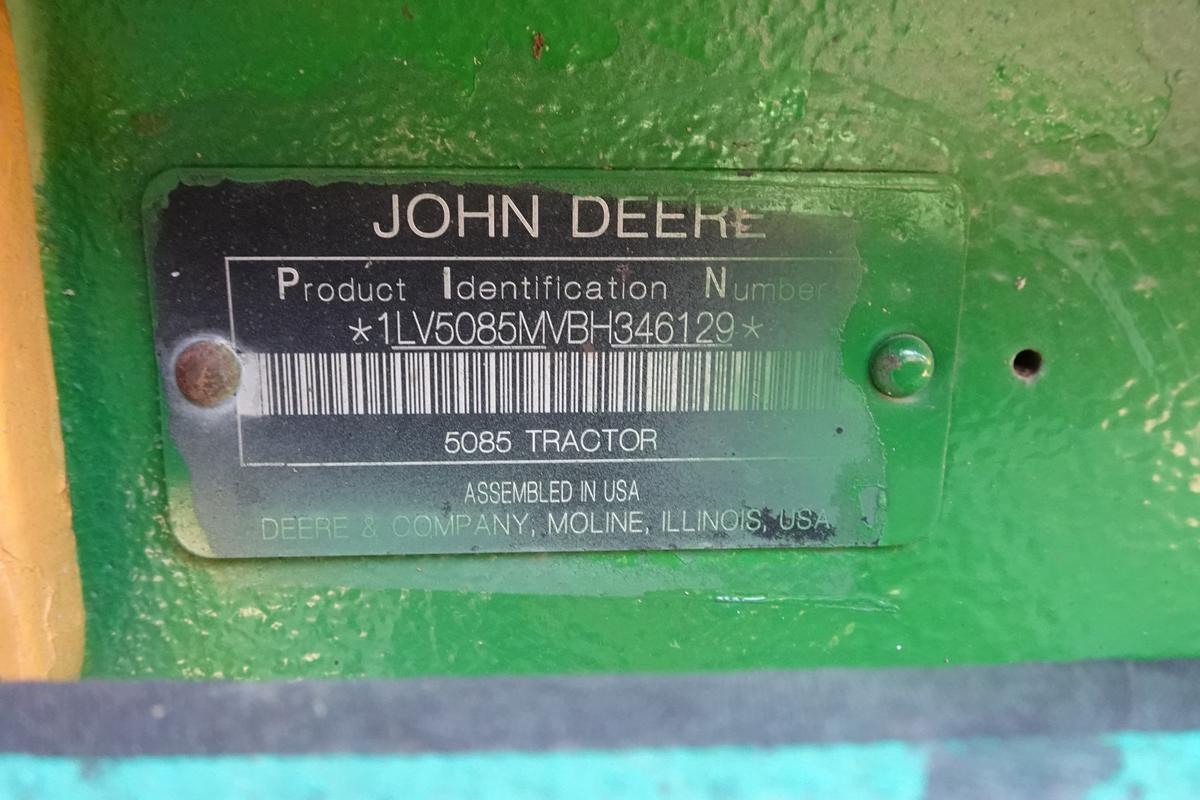 JOHN DEERE
Product Identification Number
*1LV5085MVBH346129*
5085 TRACTOR
ASSEMBLED IN USA
DEERE & COMPANY, MOLINE, ILLINOIS, USA